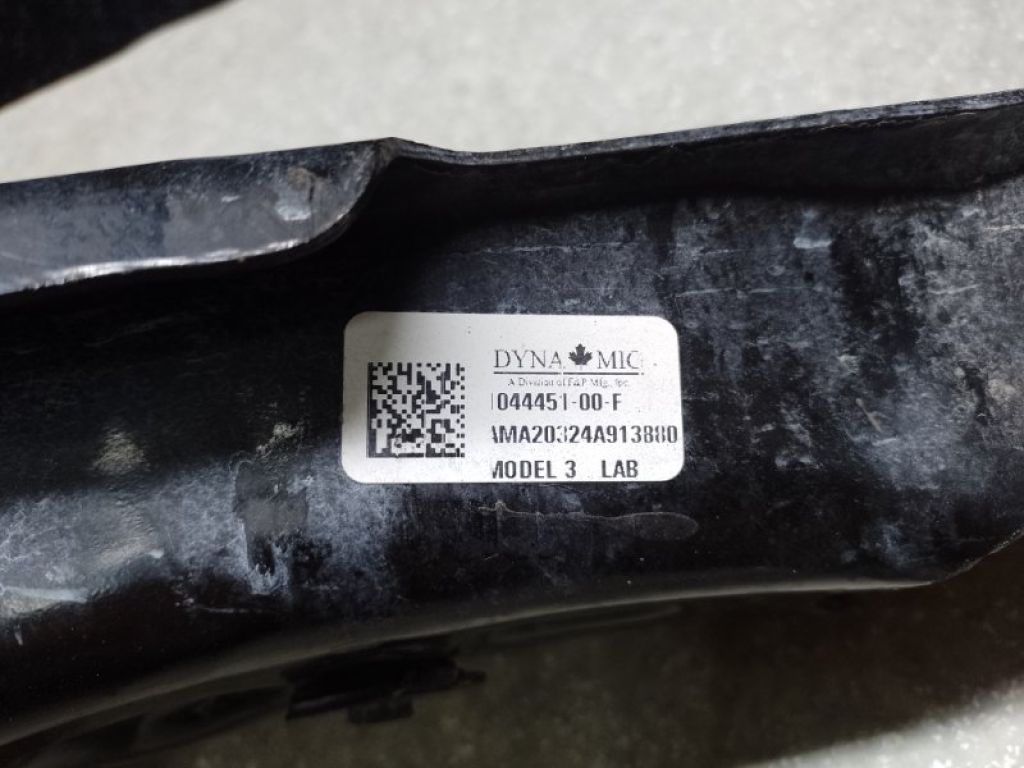 DYNA MIC
A Division of F&P Mfg., Inc.
1044451-00-F
AMA20324A913880
MODEL 3 LAB